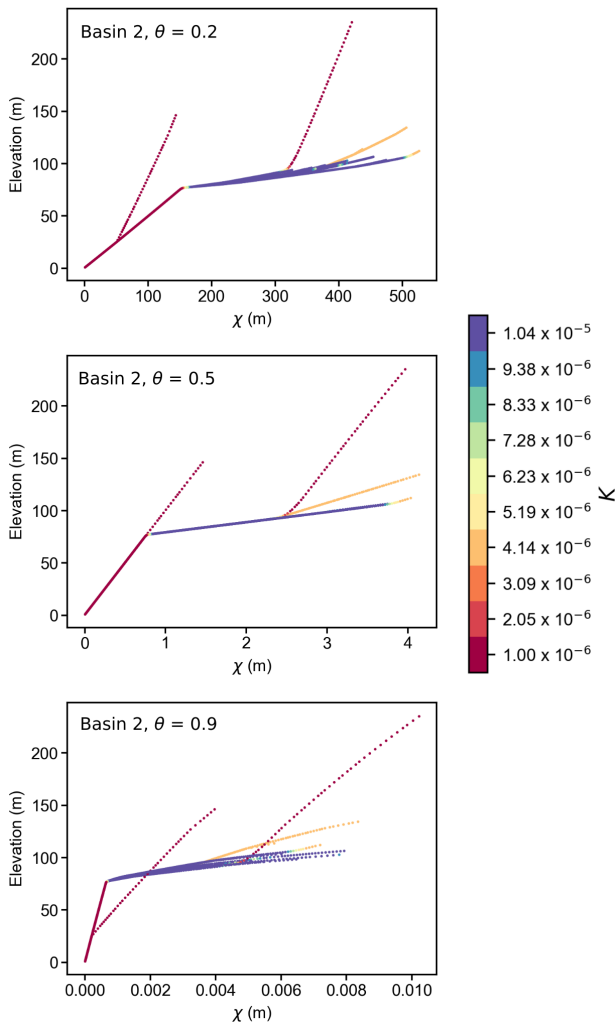 Basin 2, θ = 0.2
200
150
100
50
0
Elevation (m)
0 100 200 300 400 500
χ (m)
Basin 2, θ = 0.5
200
150
100
50
0
Elevation (m)
0 1 2 3 4
χ (m)
1.04 x 10⁻⁵
9.38 x 10⁻⁶
8.33 x 10⁻⁶
7.28 x 10⁻⁶
6.23 x 10⁻⁶
5.19 x 10⁻⁶
4.14 x 10⁻⁶
3.09 x 10⁻⁶
2.05 x 10⁻⁶
1.00 x 10⁻⁶
K
Basin 2, θ = 0.9
200
150
100
50
0
Elevation (m)
0.000 0.002 0.004 0.006 0.008 0.010
χ (m)